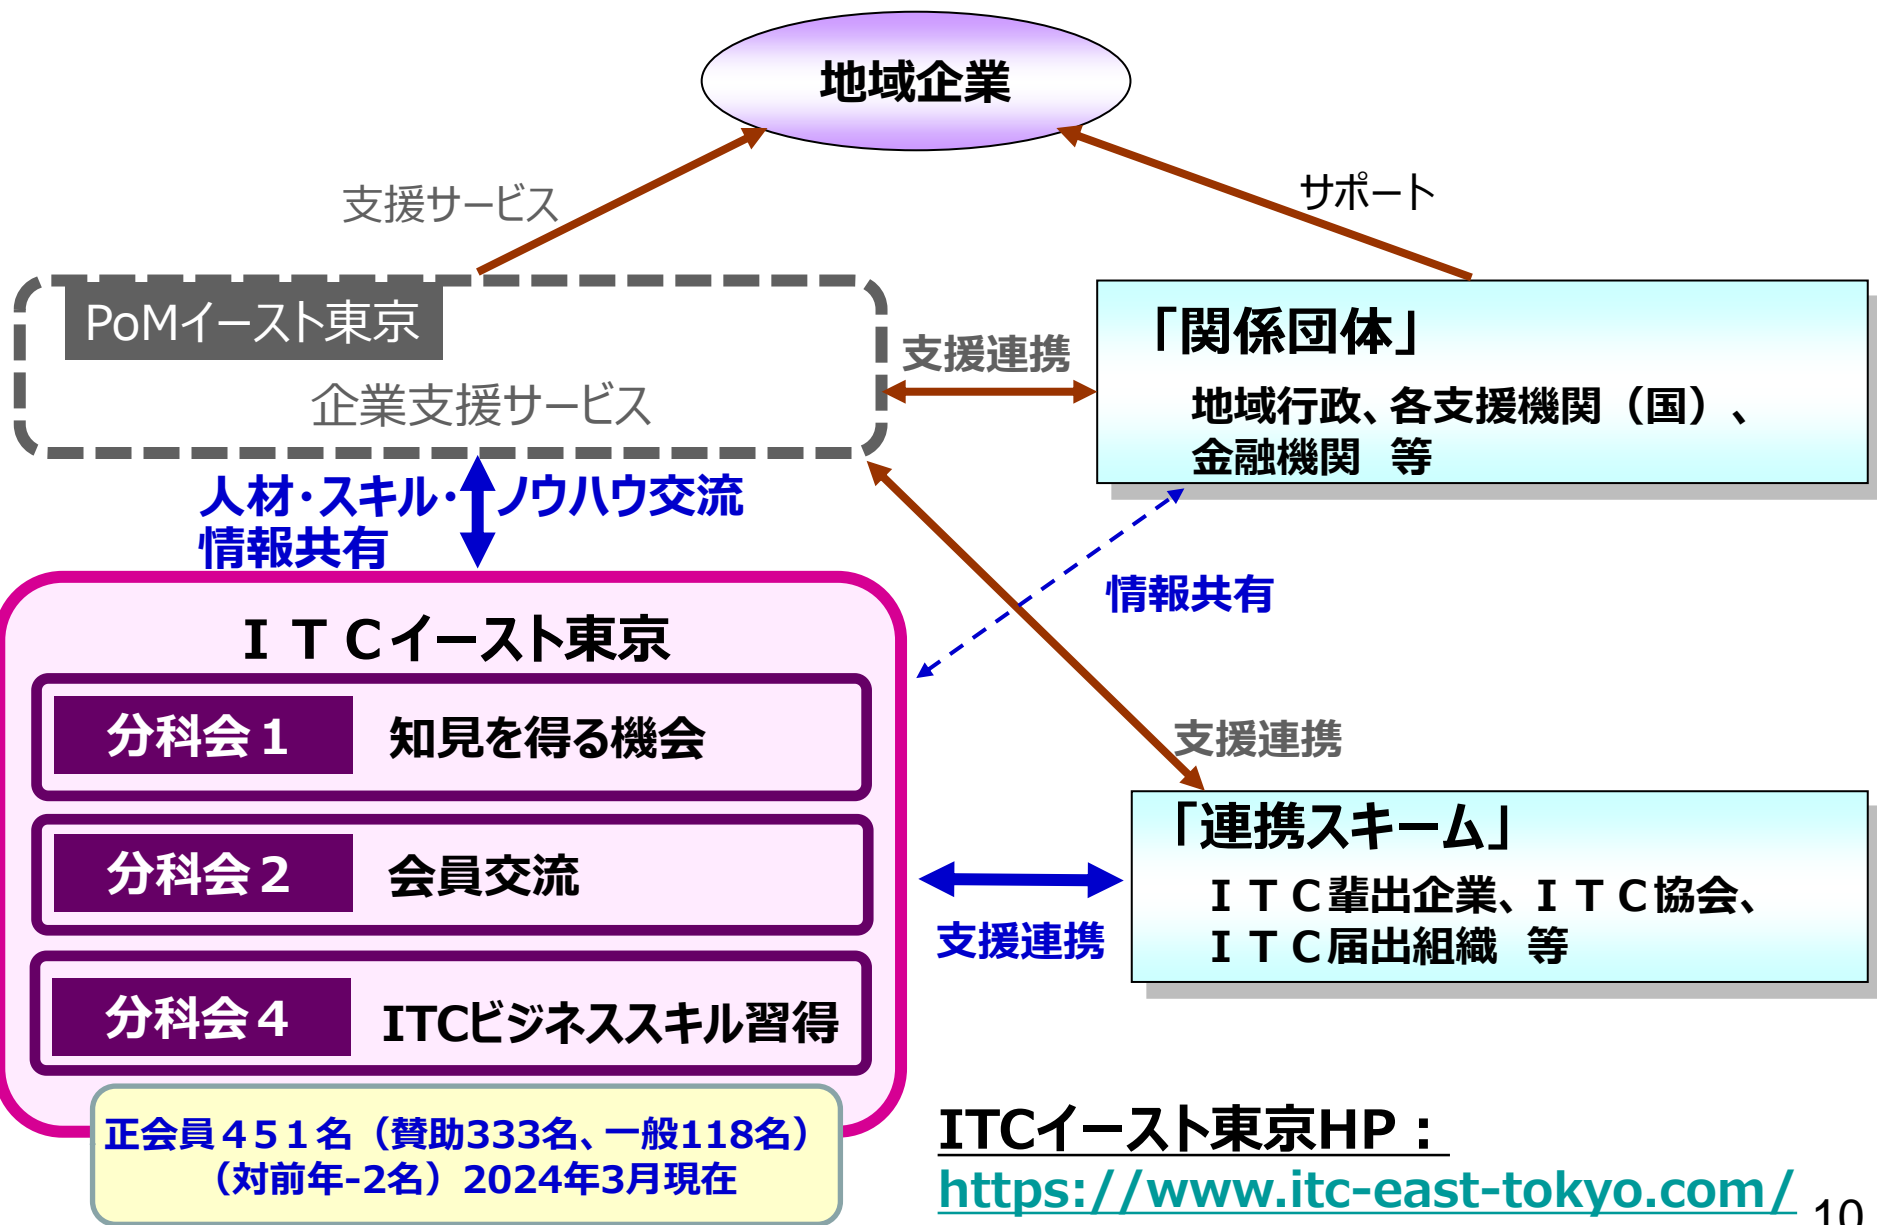 地域企業
支援サービス
サポート
PoMイースト東京
企業支援サービス
支援連携
「関係団体」
地域行政、各支援機関（国）、
金融機関　等
人材・スキル・ノウハウ交流
情報共有
情報共有
ＩＴＣイースト東京
分科会１
知見を得る機会
支援連携
分科会２
会員交流
「連携スキーム」
ＩＴＣ輩出企業、ＩＴＣ協会、
ＩＴＣ届出組織　等
支援連携
分科会４
ITCビジネススキル習得
正会員４５１名（賛助333名、一般118名）
（対前年-2名）2024年3月現在
ITCイースト東京HP：
https://www.itc-east-tokyo.com/
10